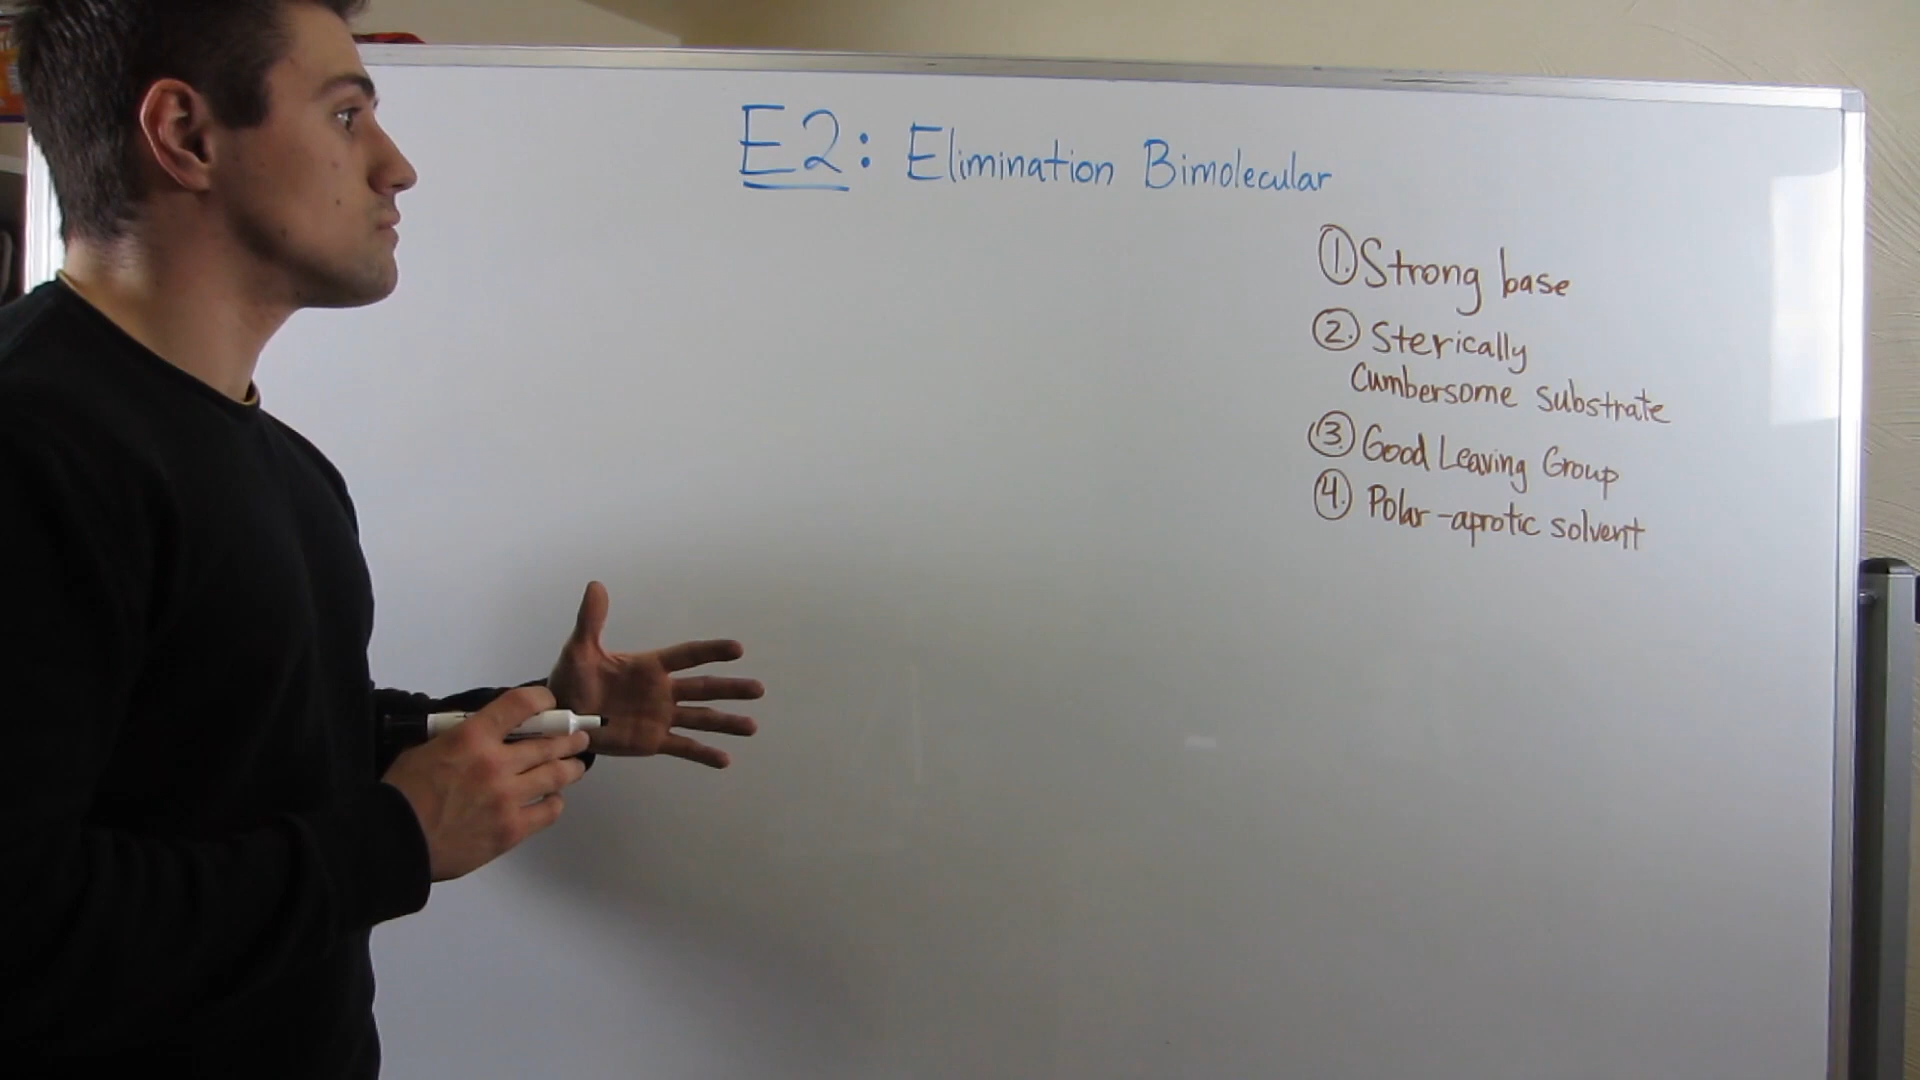 E2: Elimination Bimolecular
1. Strong base
2. Sterically
Cumbersome substrate
3. Good Leaving Group
4. Polar-aprotic solvent